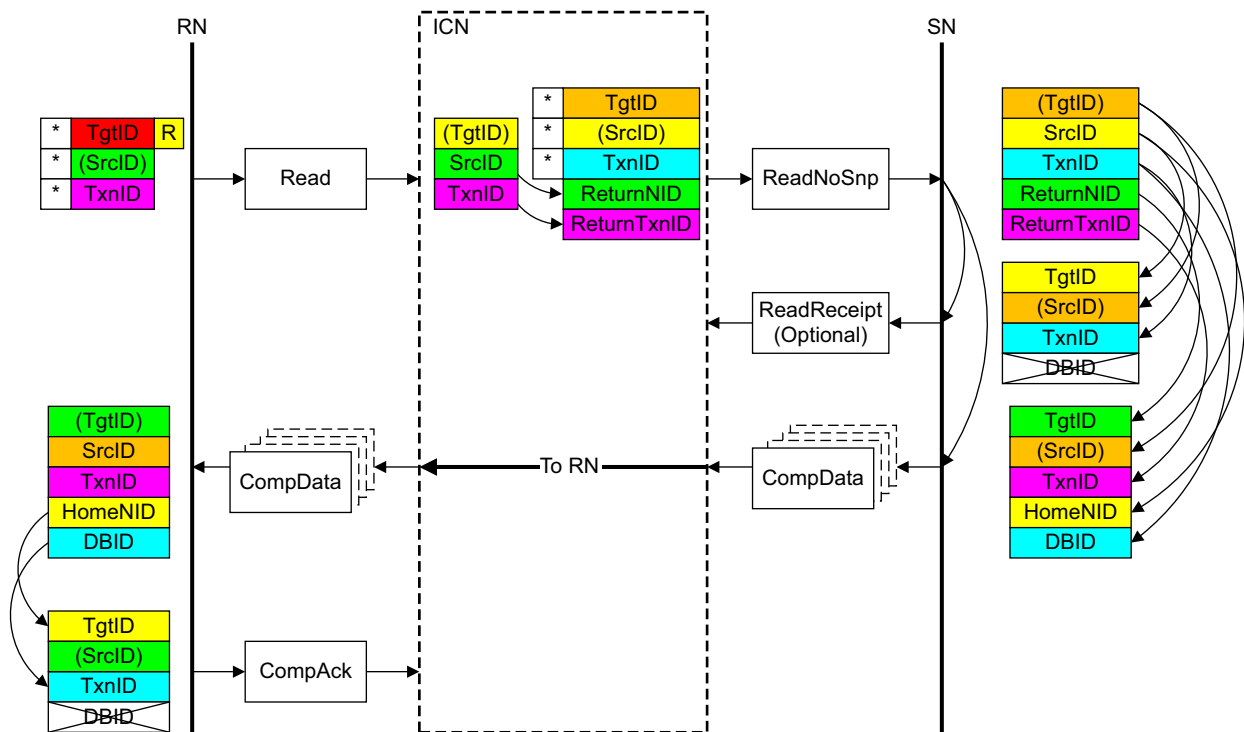 RN
ICN
SN
* TgtID R
* (SrcID)
* TxnID
Read
(TgtID)
SrcID
TxnID
* TgtID
* (SrcID)
* TxnID
ReturnNID
ReturnTxnID
ReadNoSnp
(TgtID)
SrcID
TxnID
ReturnNID
ReturnTxnID
ReadReceipt
(Optional)
TgtID
(SrcID)
TxnID
DBID
(TgtID)
SrcID
TxnID
HomeNID
DBID
CompData
To RN
CompData
TgtID
(SrcID)
TxnID
HomeNID
DBID
TgtID
(SrcID)
TxnID
DBID
CompAck